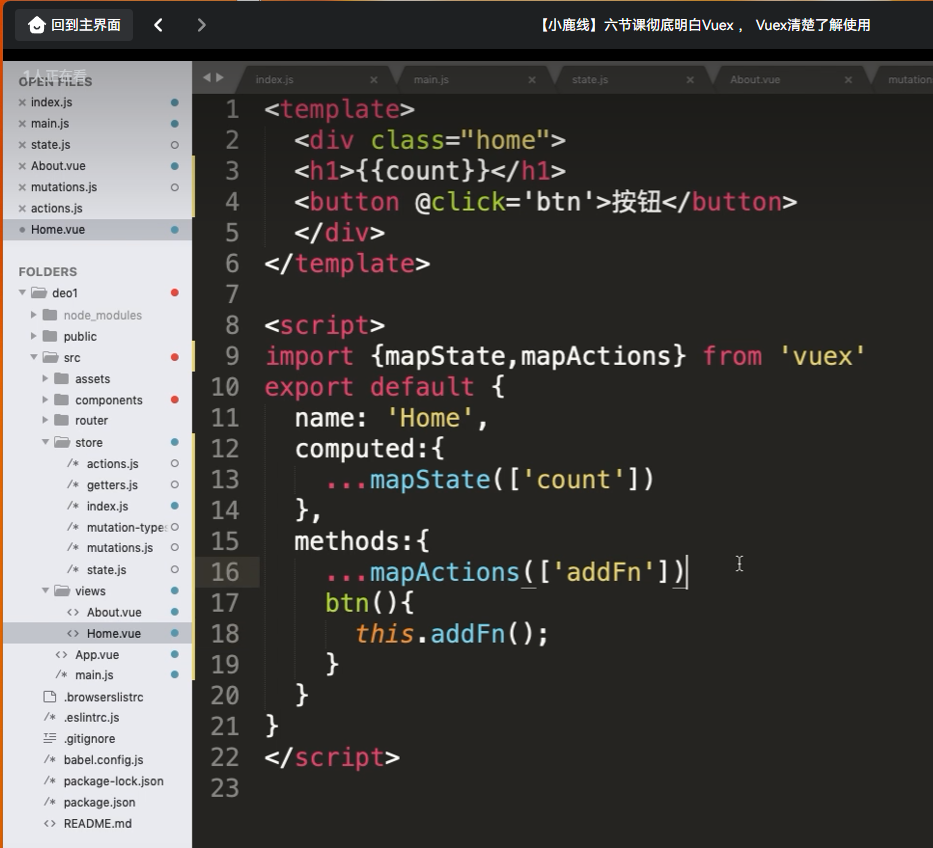 回到主界面
【小鹿线】六节课彻底明白Vuex ， Vuex清楚了解使用
1人正在看
OPEN FILES
index.js
main.js
state.js
About.vue
mutations.js
actions.js
Home.vue
FOLDERS
deo1
node_modules
public
src
assets
components
router
store
/* actions.js
/* getters.js
/* index.js
/* mutation-type
/* mutations.js
/* state.js
views
<> About.vue
<> Home.vue
<> App.vue
/* main.js
.browserslistrc
/* .eslintrc.js
.gitignore
/* babel.config.js
/* package-lock.json
/* package.json
<> README.md
index.js
main.js
state.js
About.vue
mutation
1 <template>
2   <div class="home">
3   <h1>{{count}}</h1>
4   <button @click='btn'>按钮</button>
5   </div>
6 </template>
7
8 <script>
9 import {mapState,mapActions} from 'vuex'
10 export default {
11   name: 'Home',
12   computed:{
13     ...mapState(['count'])
14   },
15   methods:{
16     ...mapActions(['addFn'])
17     btn(){
18       this.addFn();
19     }
20   }
21 }
22 </script>
23